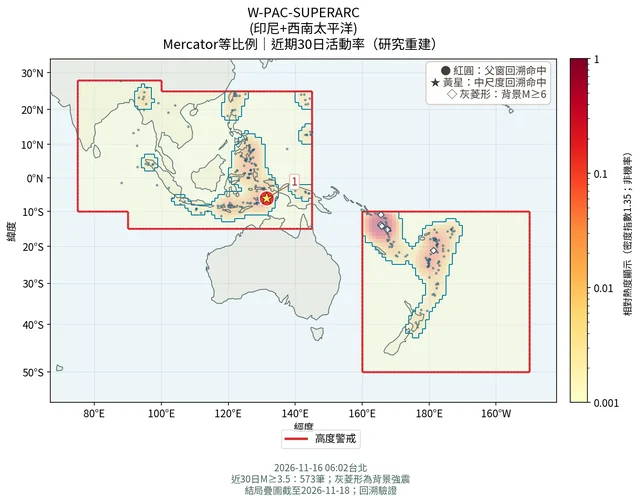 W-PAC-SUPERARC
(印尼+西南太平洋)
Mercator等比例｜近期30日活動率（研究重建）
紅圓：父窗回溯命中
黃星：中尺度回溯命中
灰菱形：背景M≥6
30°N
20°N
10°N
0°N
10°S
20°S
30°S
40°S
50°S
緯度
1
80°E
100°E
120°E
140°E
160°E
180°E
160°W
經度
1
0.1
0.01
0.001
相對熱度顯示（密度指數1.35；非機率）
高度警戒
2026-11-16 06:02台北
近30日M≥3.5：573筆；灰菱形為背景強震
結局疊圖截至2026-11-18；回溯驗證